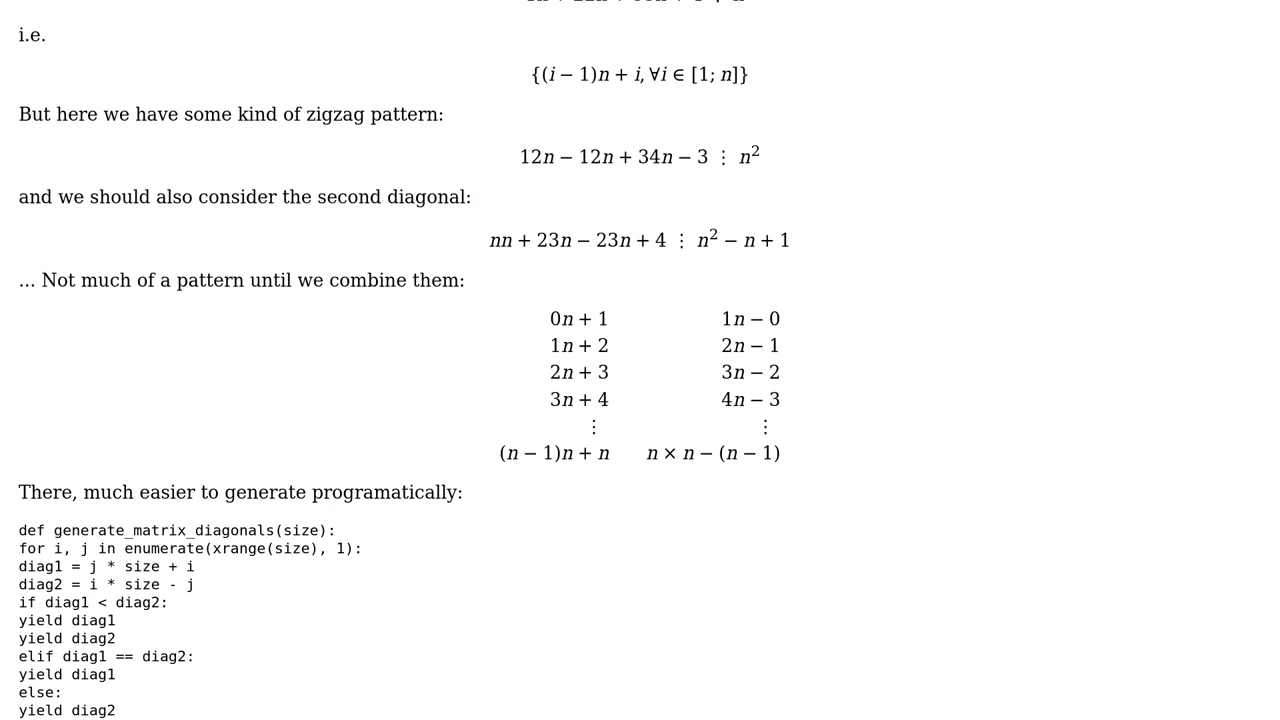 i.e.
{(i − 1)n + i, ∀i ∈ [1; n]}
But here we have some kind of zigzag pattern:
12n − 12n + 34n − 3 ⋮ n²
and we should also consider the second diagonal:
nn + 23n − 23n + 4 ⋮ n² − n + 1
... Not much of a pattern until we combine them:
0n + 1 1n − 0
1n + 2 2n − 1
2n + 3 3n − 2
3n + 4 4n − 3
⋮ ⋮
(n − 1)n + n n × n − (n − 1)
There, much easier to generate programatically:
def generate_matrix_diagonals(size):
for i, j in enumerate(xrange(size), 1):
diag1 = j * size + i
diag2 = i * size - j
if diag1 < diag2:
yield diag1
yield diag2
elif diag1 == diag2:
yield diag1
else:
yield diag2